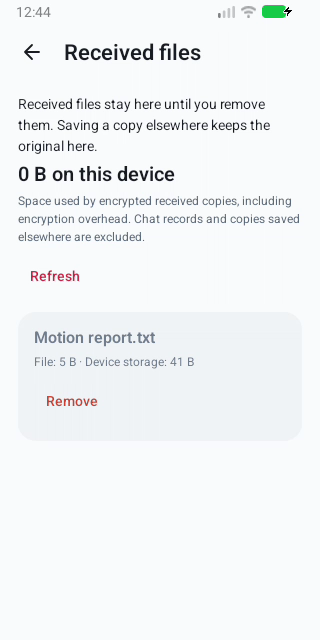 12:44
Received files
Received files stay here until you remove
them. Saving a copy elsewhere keeps the
original here.
0 B on this device
Space used by encrypted received copies, including
encryption overhead. Chat records and copies saved
elsewhere are excluded.
Refresh
Motion report.txt
File: 5 B · Device storage: 41 B
Remove